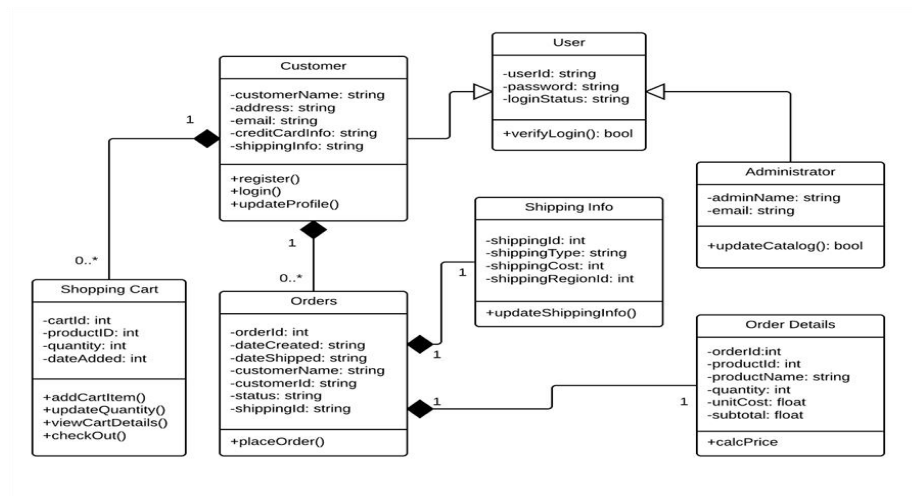 User
-userId: string
-password: string
-loginStatus: string
+verifyLogin(): bool
Customer
-customerName: string
-address: string
-email: string
-creditCardInfo: string
-shippingInfo: string
+register()
+login()
+updateProfile()
1
0..*
1
0..*
Administrator
-adminName: string
-email: string
+updateCatalog(): bool
Shipping Info
-shippingId: int
-shippingType: string
-shippingCost: int
-shippingRegionId: int
+updateShippingInfo()
1
1
Shopping Cart
-cartId: int
-productID: int
-quantity: int
-dateAdded: int
+addCartItem()
+updateQuantity()
+viewCartDetails()
+checkOut()
Orders
-orderId: int
-dateCreated: string
-dateShipped: string
-customerName: string
-customerId: string
-status: string
-shippingId: string
+placeOrder()
1
1
Order Details
-orderId:int
-productId: int
-productName: string
-quantity: int
-unitCost: float
-subtotal: float
+calcPrice